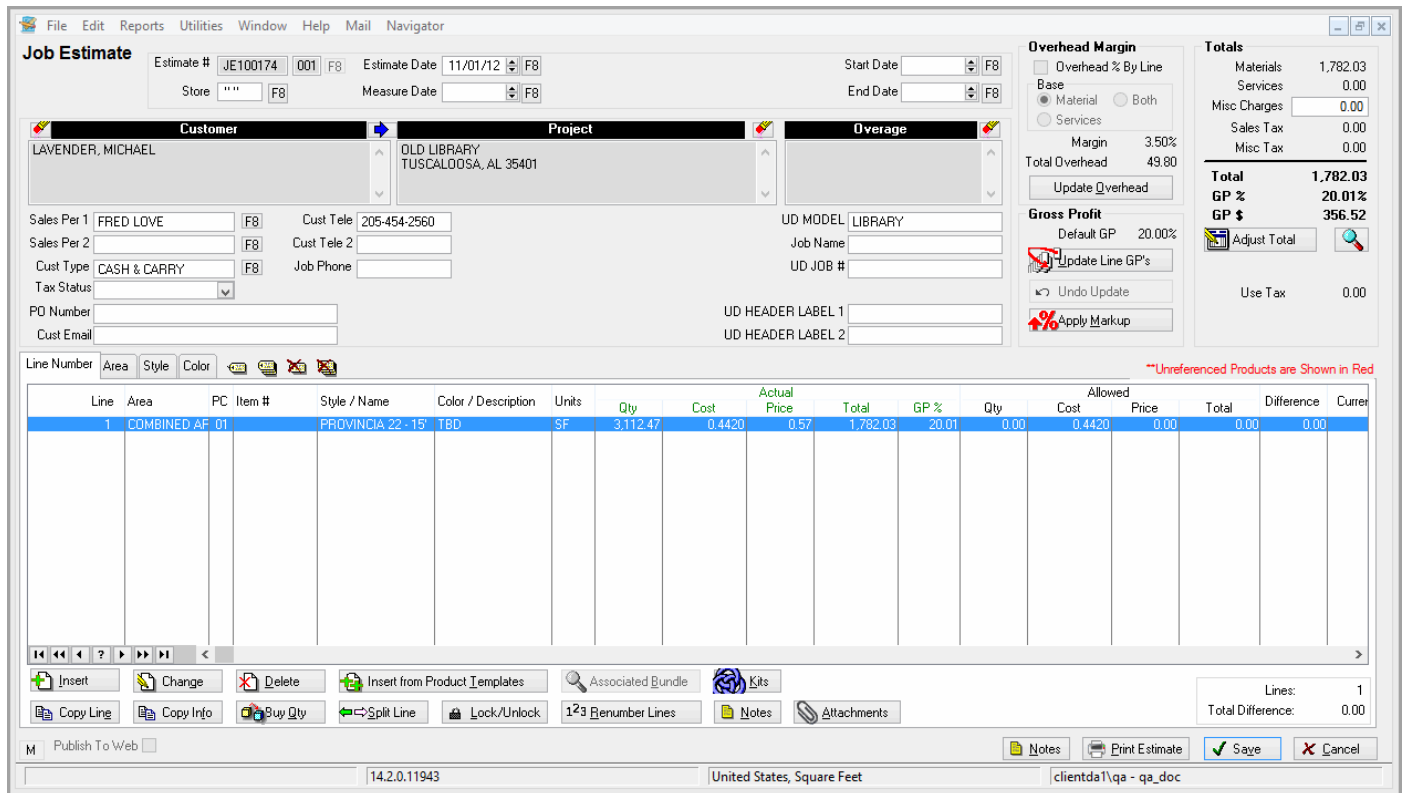 File Edit Reports Utilities Window Help Mail Navigator
Job Estimate
Estimate # JE100174 001 F8 Estimate Date 11/01/12 F8 Start Date F8
Store "" F8 Measure Date F8 End Date F8
Customer Project Overage
LAVENDER, MICHAEL OLD LIBRARY
TUSCALOOSA, AL 35401
Sales Per 1 FRED LOVE F8 Cust Tele 205-454-2560 UD MODEL LIBRARY
Sales Per 2 F8 Cust Tele 2 Job Name
Cust Type CASH & CARRY F8 Job Phone UD JOB #
Tax Status
PO Number UD HEADER LABEL 1
Cust Email UD HEADER LABEL 2
Overhead Margin
Overhead % By Line
Base
Material Both
Services
Margin 3.50%
Total Overhead 49.80
Update Overhead
Gross Profit
Default GP 20.00%
Update Line GP's
Undo Update
Apply Markup
Totals
Materials 1,782.03
Services 0.00
Misc Charges 0.00
Sales Tax 0.00
Misc Tax 0.00
Total 1,782.03
GP % 20.01%
GP $ 356.52
Adjust Total
Use Tax 0.00
Line Number Area Style Color
**Unreferenced Products are Shown in Red
Actual Allowed
Line Area PC Item # Style / Name Color / Description Units Qty Cost Price Total GP % Qty Cost Price Total Difference Curren
1 COMBINED AF 01 PROVINCIA 22 - 15' TBD SF 3,112.47 0.4420 0.57 1,782.03 20.01 0.00 0.4420 0.00 0.00 0.00
?
Insert Change Delete Insert from Product Templates Associated Bundle Kits
Copy Line Copy Info Buy Qty Split Line Lock/Unlock 123 Renumber Lines Notes Attachments
Lines: 1
Total Difference: 0.00
M Publish To Web Notes Print Estimate Save Cancel
14.2.0.11943 United States, Square Feet clientda1\qa - qa_doc